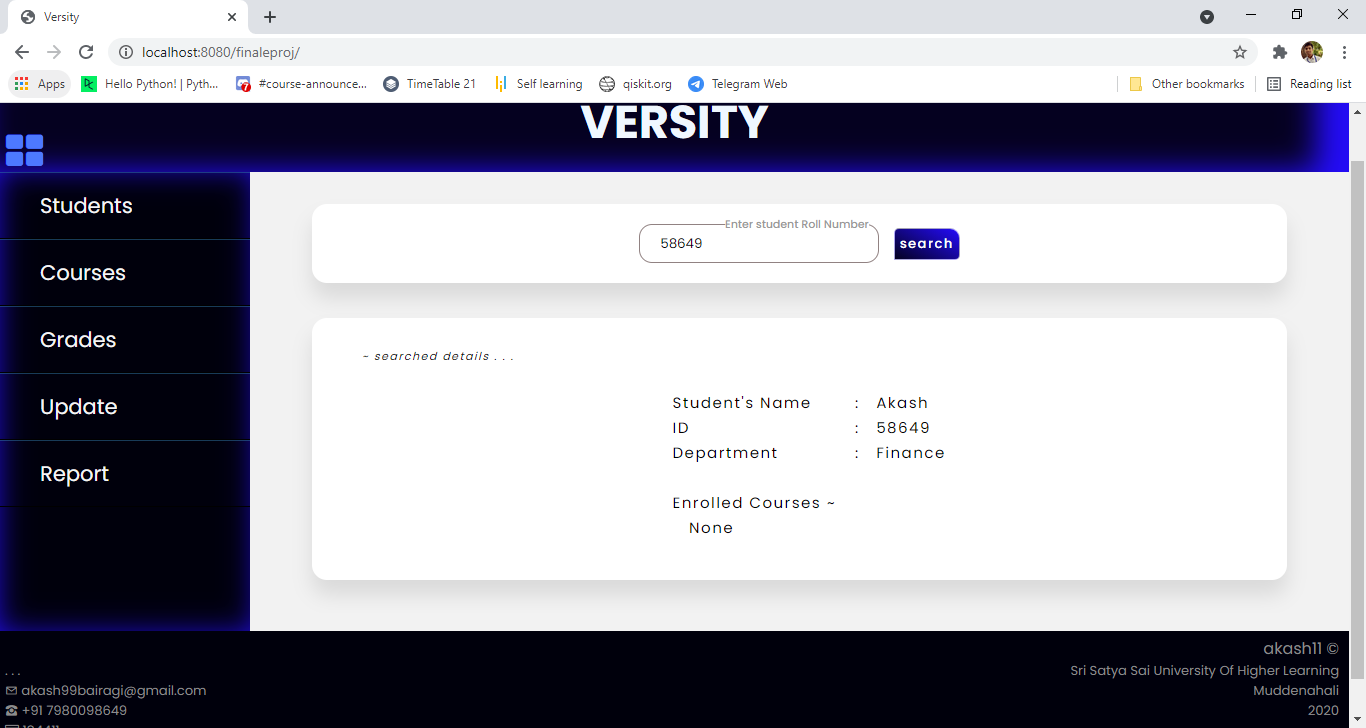 Versity
localhost:8080/finaleproj/
Apps
Hello Python! | Pyth...
#course-announce...
TimeTable 21
Self learning
qiskit.org
Telegram Web
Other bookmarks
Reading list
VERSITY
Students
Courses
Grades
Update
Report
Enter student Roll Number
58649
search
~ searched details . . .
Student's Name : Akash
ID : 58649
Department : Finance
Enrolled Courses ~
None
. . .
akash99bairagi@gmail.com
+91 7980098649
akash11 ©
Sri Satya Sai University Of Higher Learning
Muddenahali
2020